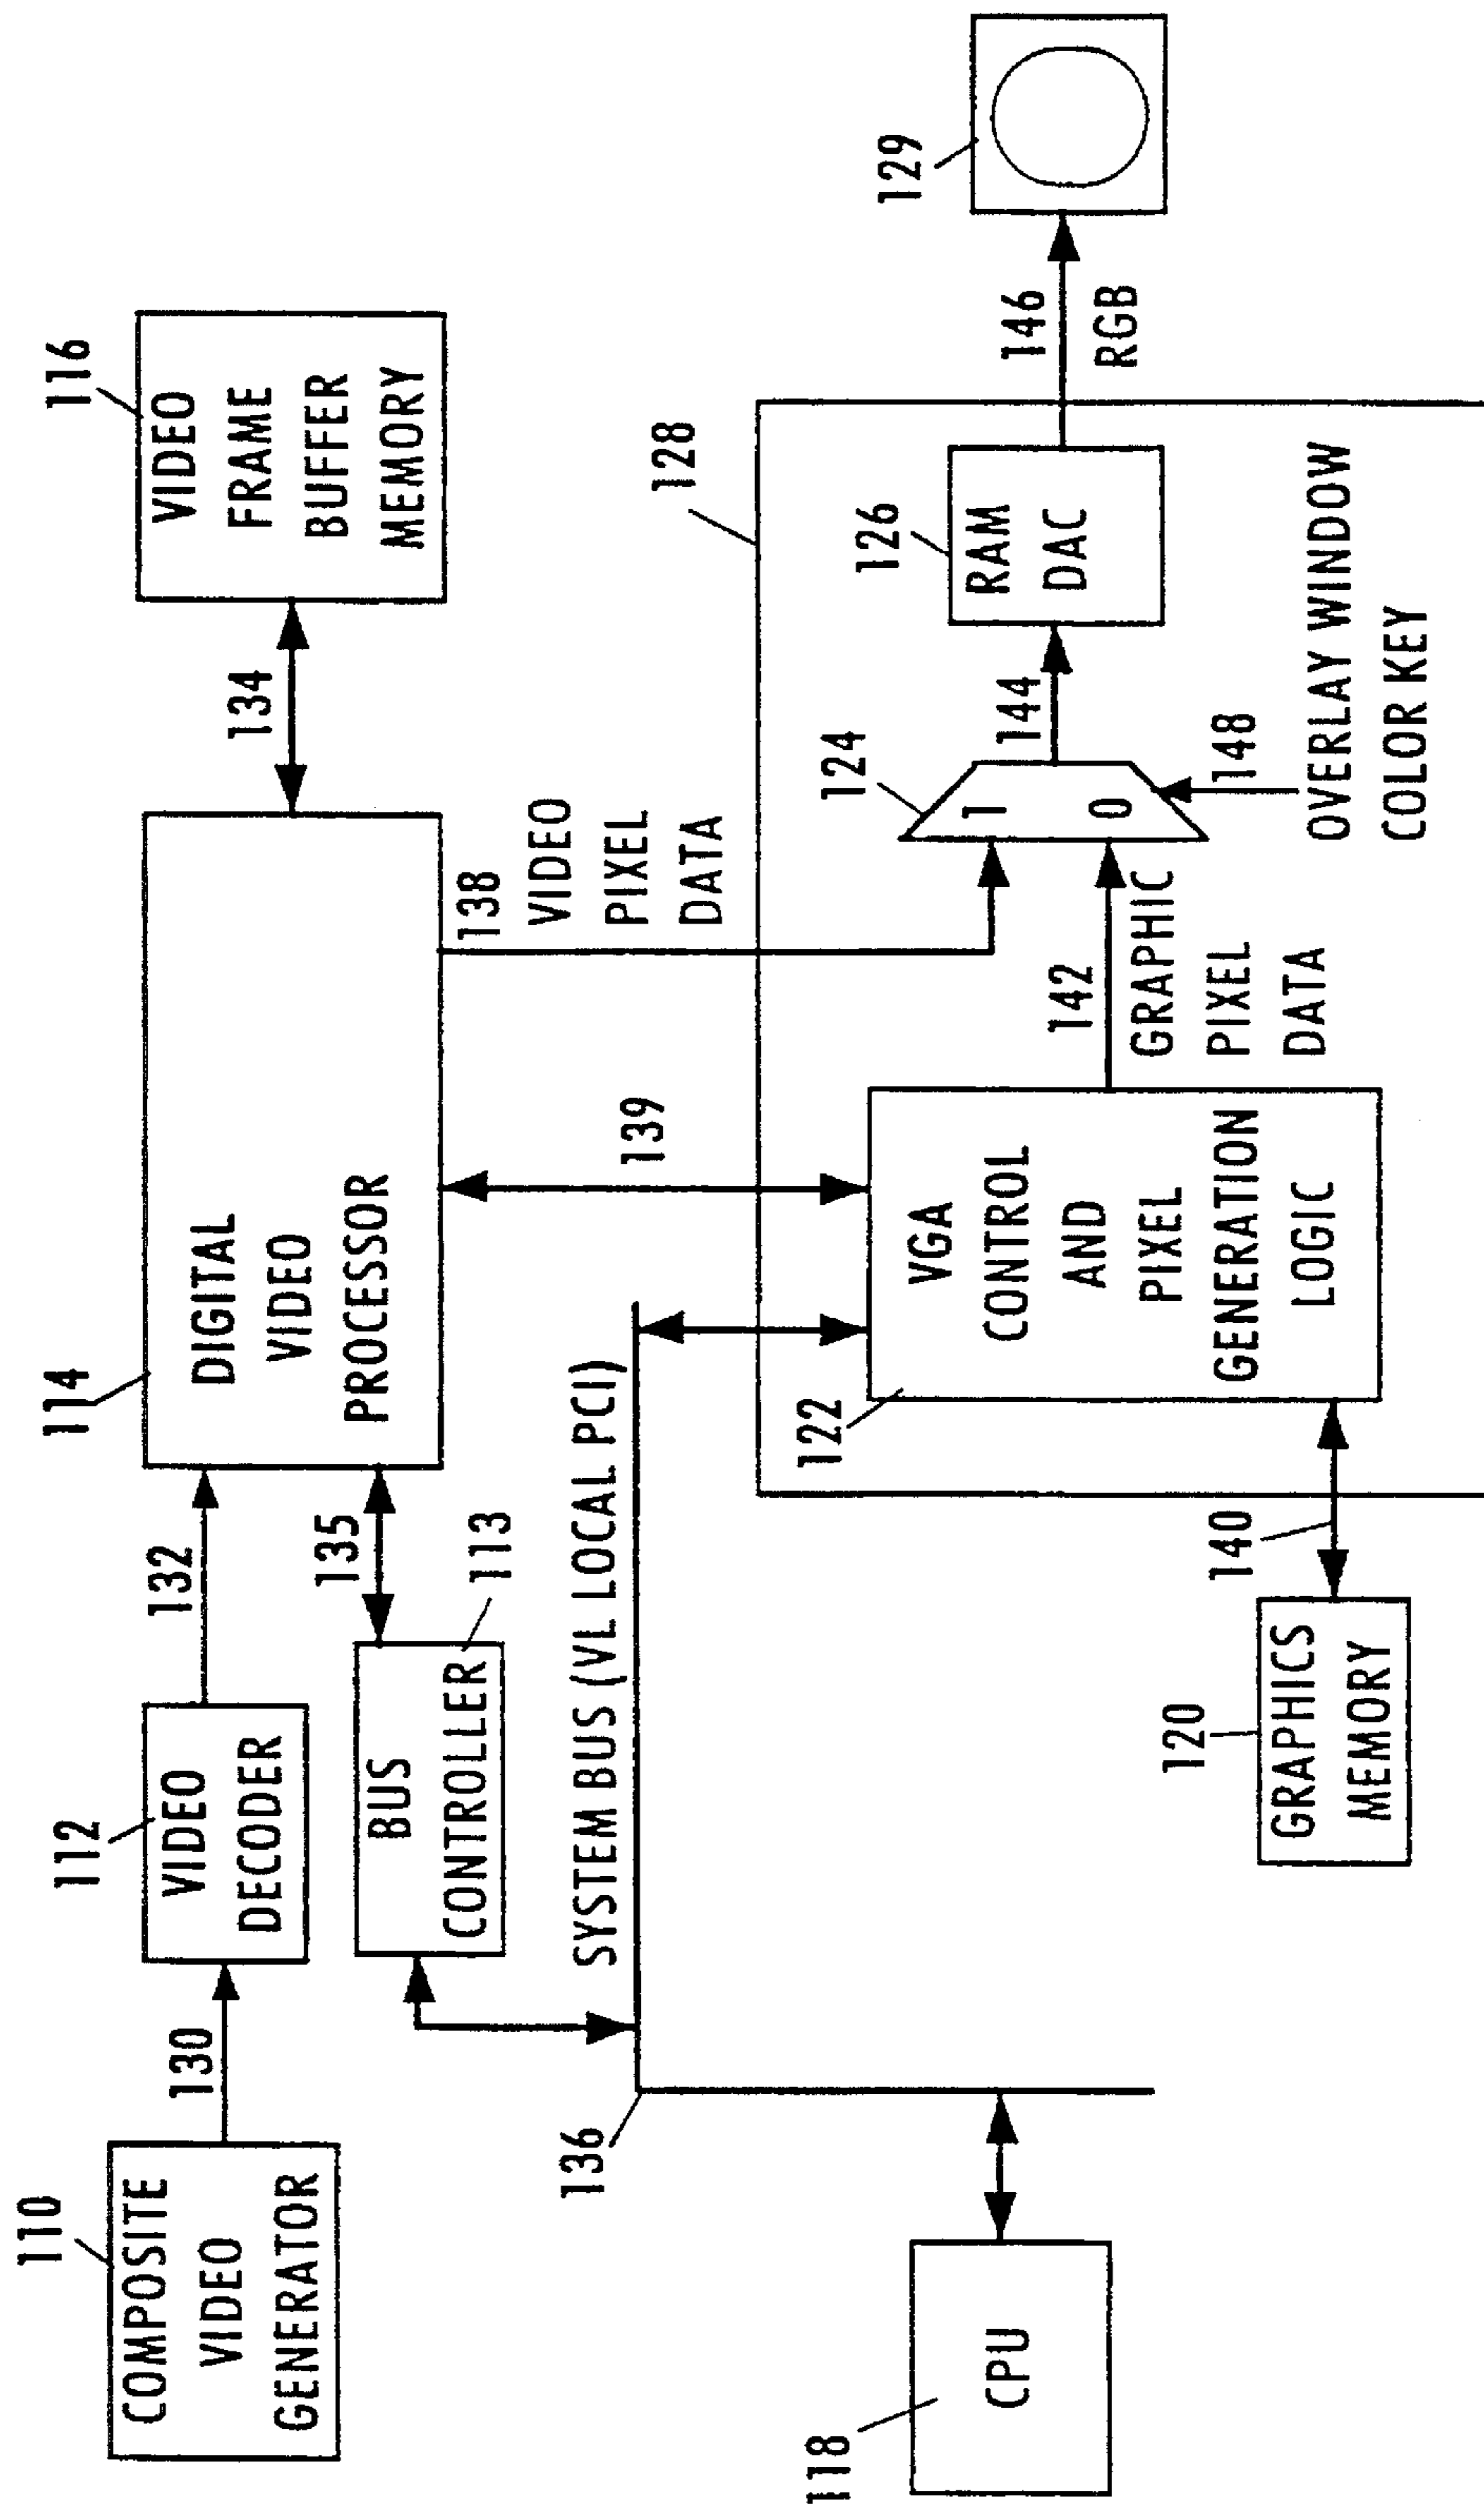 110
COMPOSITE
VIDEO
GENERATOR
130
112
VIDEO
DECODER
132
114
DIGITAL
VIDEO
PROCESSOR
134
116
VIDEO
FRAME
BUFFER
MEMORY
135
BUS
CONTROLLER
113
138
VIDEO
PIXEL
DATA
139
136
SYSTEM BUS (VL LOCAL PCI)
128
118
CPU
122
VGA
CONTROL
AND
PIXEL
GENERATION
LOGIC
142
GRAPHIC
PIXEL
DATA
124
1
0
144
126
RAM
DAC
146
RGB
129
148
OVERLAY WINDOW
COLOR KEY
120
GRAPHICS
MEMORY
140